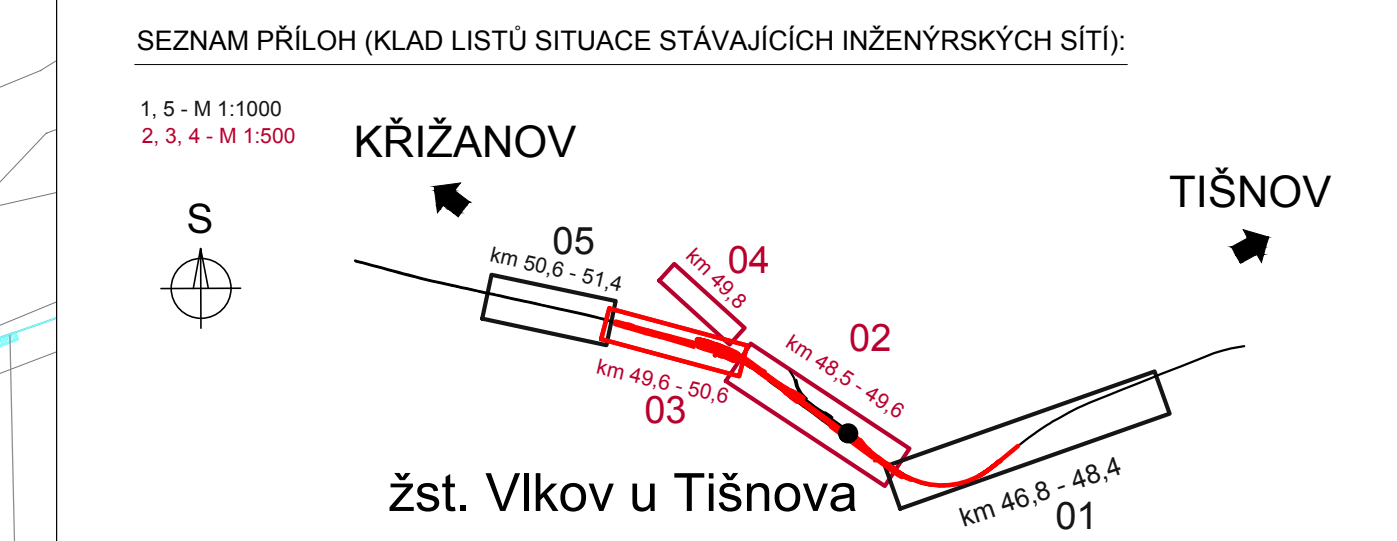 SEZNAM PŘÍLOH (KLAD LISTŮ SITUACE STÁVAJÍCÍCH INŽENÝRSKÝCH SÍTÍ):
1, 5 - M 1:1000
2, 3, 4 - M 1:500
KŘIŽANOV
TIŠNOV
S
05
km 50,6 - 51,4
04
km 49,8
02
km 48,5 - 49,6
km 49,6 - 50,6
03
žst. Vlkov u Tišnova
km 46,8 - 48,4
01